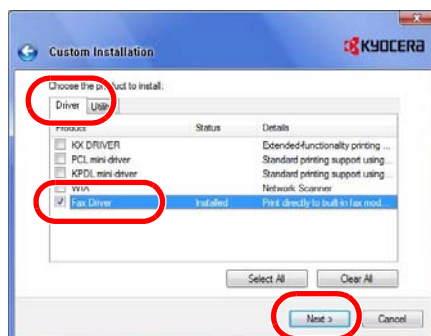 Custom Installation
KYOCERA
Choose the product to install:
Driver Utility
Product Status Details
KX DRIVER Extended-functionality printing ...
PCL mini-driver Standard printing support using...
KPDL mini-driver Standard printing support using...
WIA Network Scanner
Fax Driver Installed Print directly to built-in fax mod...
Select All Clear All
Next > Cancel